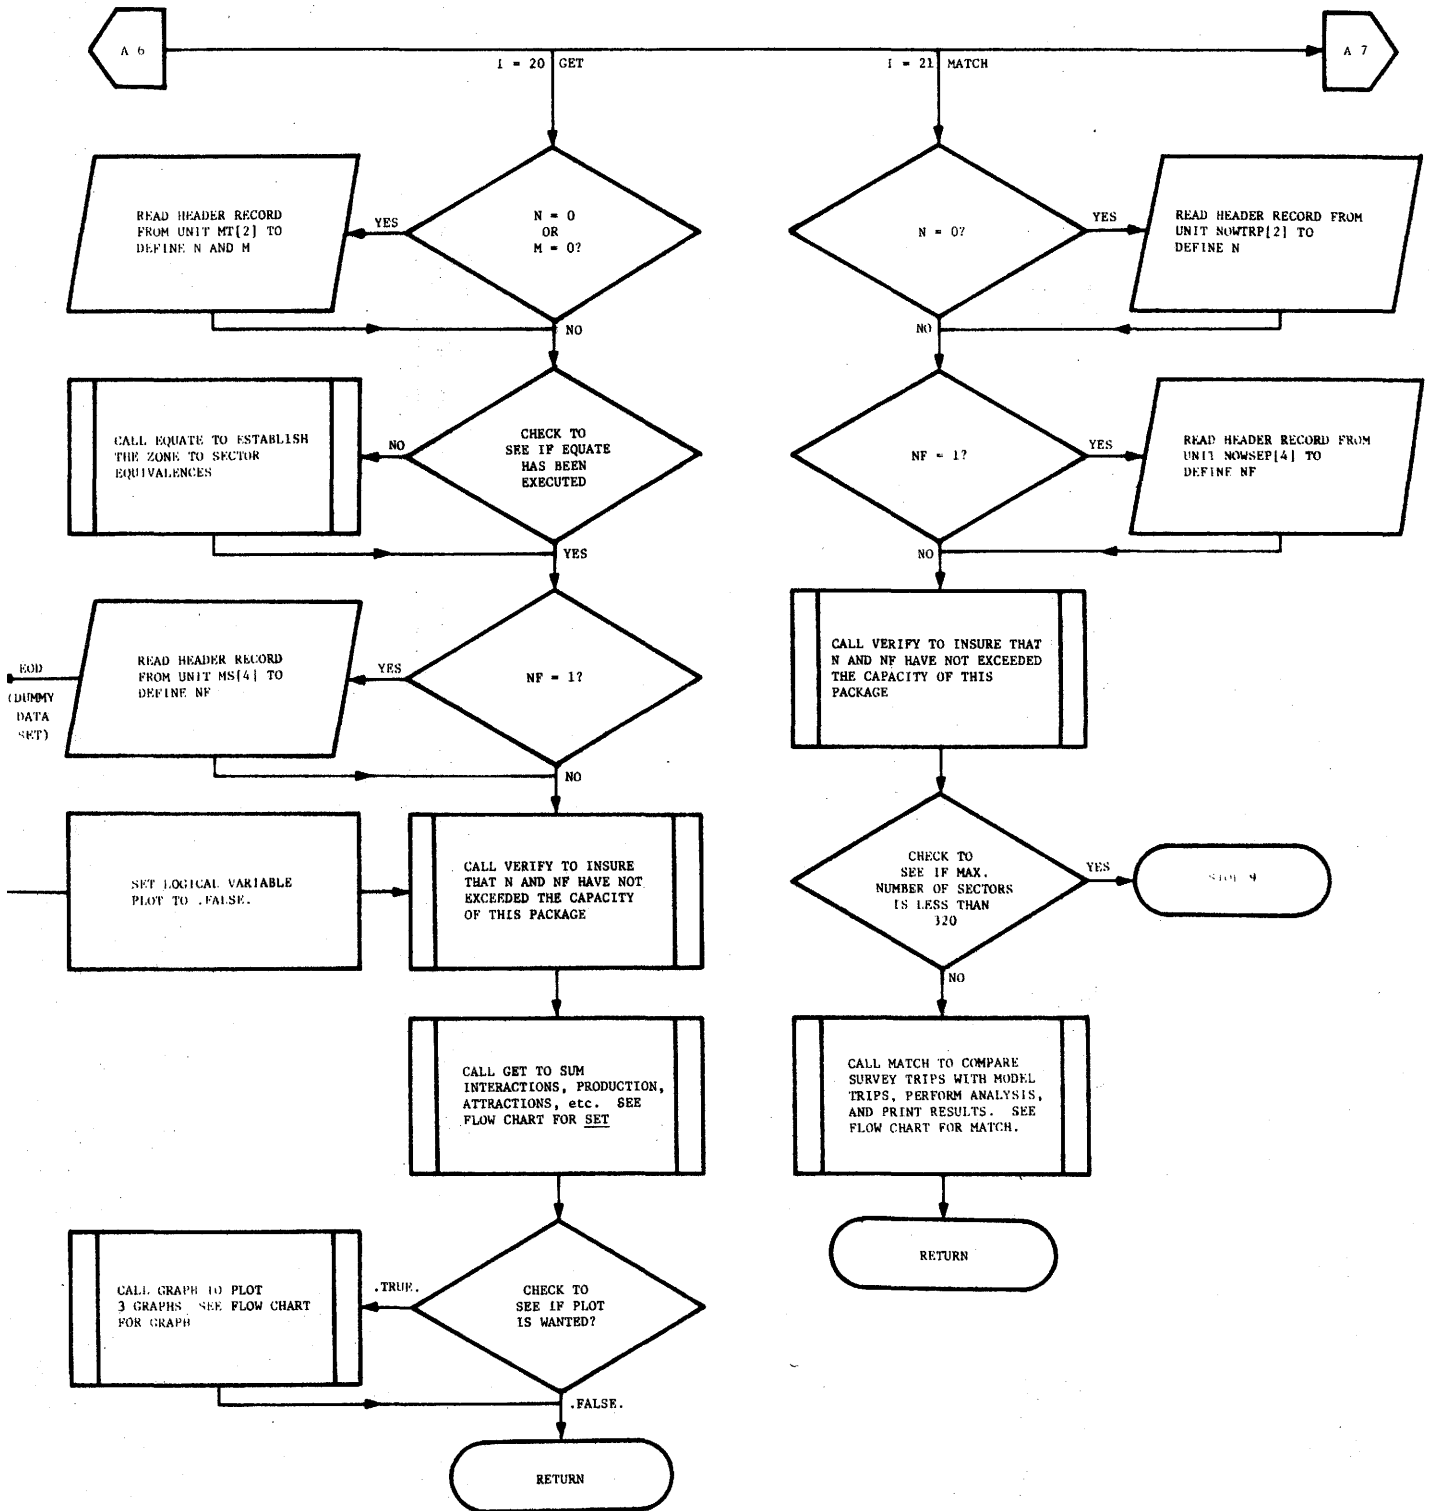 A 6
A 7
I = 20 GET
I = 21 MATCH
READ HEADER RECORD
FROM UNIT MT[2] TO
DEFINE N AND M
YES
N = 0
OR
M = 0?
NO
N = 0?
YES
READ HEADER RECORD FROM
UNIT NOWTRP[2] TO
DEFINE N
NO
CALL EQUATE TO ESTABLISH
THE ZONE TO SECTOR
EQUIVALENCES
NO
CHECK TO
SEE IF EQUATE
HAS BEEN
EXECUTED
YES
NF = 1?
YES
READ HEADER RECORD FROM
UNIT NOWSEP[4] TO
DEFINE NF
NO
EOD
(DUMMY
DATA
SET)
READ HEADER RECORD
FROM UNIT MS[4] TO
DEFINE NF
YES
NF = 1?
NO
CALL VERIFY TO INSURE THAT
N AND NF HAVE NOT EXCEEDED
THE CAPACITY OF THIS
PACKAGE
SET LOGICAL VARIABLE
PLOT TO .FALSE.
CALL VERIFY TO INSURE
THAT N AND NF HAVE NOT
EXCEEDED THE CAPACITY
OF THIS PACKAGE
CHECK TO
SEE IF MAX.
NUMBER OF SECTORS
IS LESS THAN
320
YES
STOP 9
NO
CALL GET TO SUM
INTERACTIONS, PRODUCTION,
ATTRACTIONS, etc. SEE
FLOW CHART FOR SET
CALL MATCH TO COMPARE
SURVEY TRIPS WITH MODEL
TRIPS, PERFORM ANALYSIS,
AND PRINT RESULTS. SEE
FLOW CHART FOR MATCH.
RETURN
CALL GRAPH TO PLOT
3 GRAPHS SEE FLOW CHART
FOR GRAPH
.TRUE.
CHECK TO
SEE IF PLOT
IS WANTED?
.FALSE.
RETURN